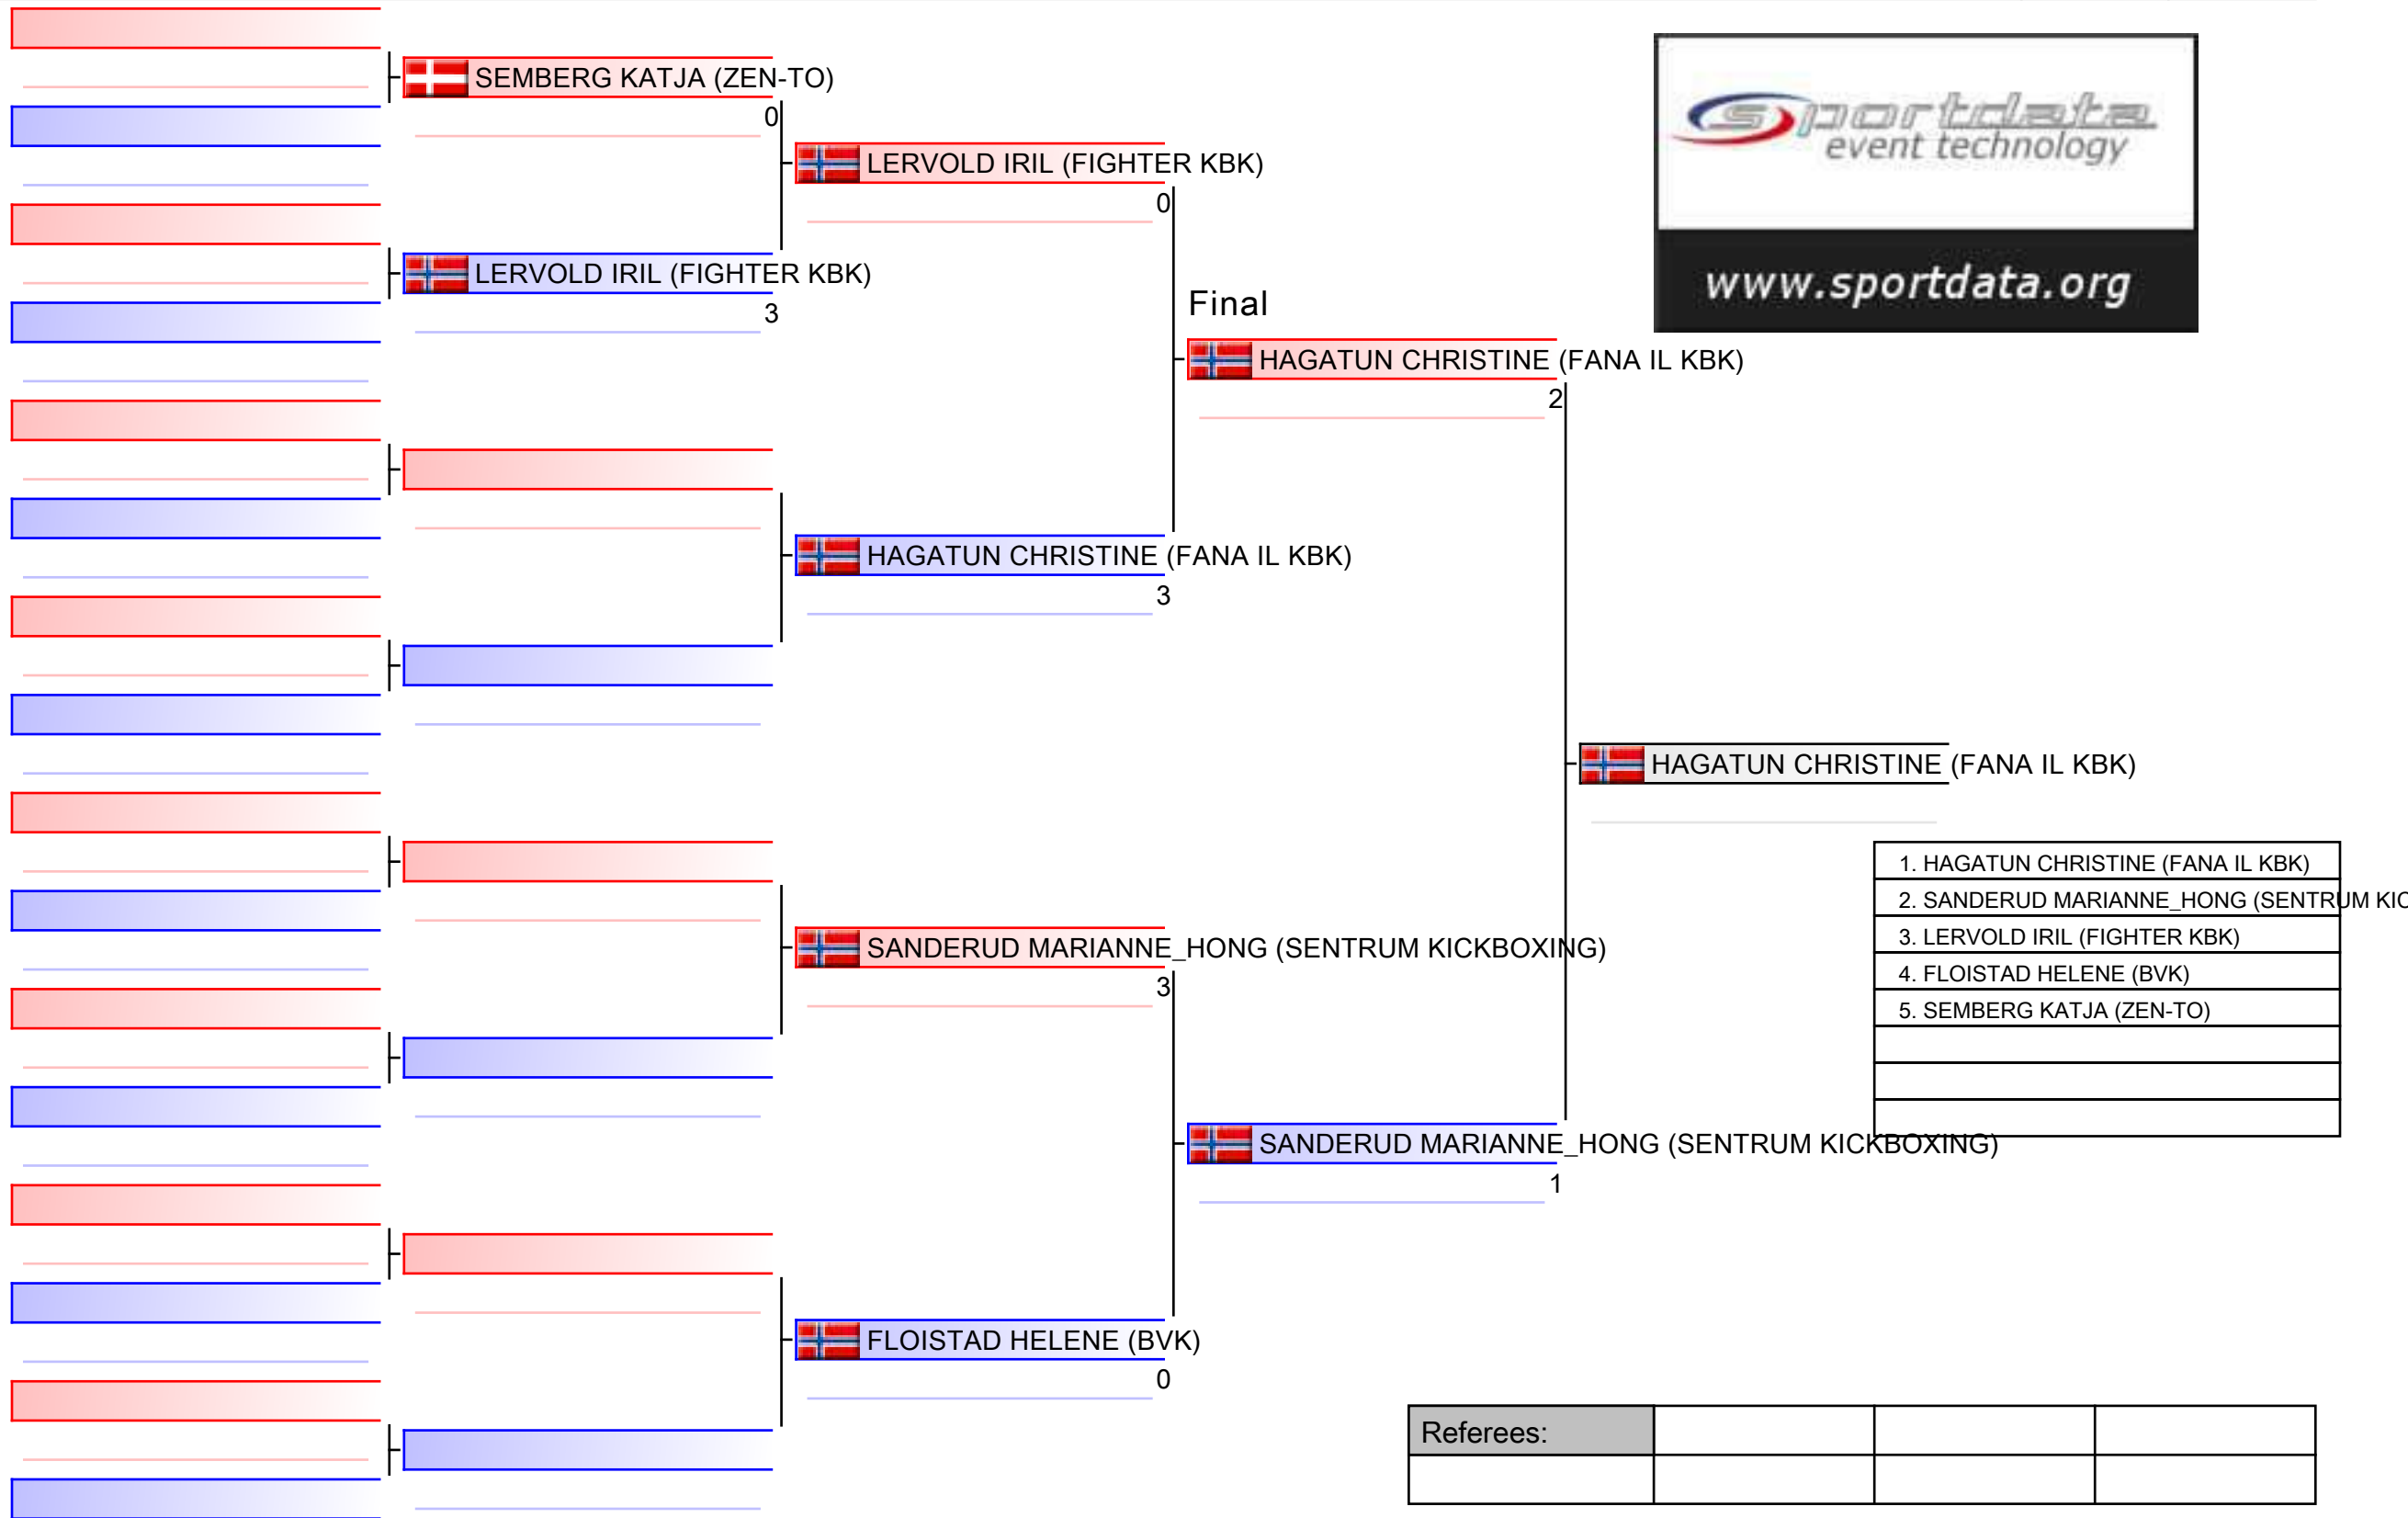 SEMBERG KATJA (ZEN-TO)
0
LERVOLD IRIL (FIGHTER KBK)
0
LERVOLD IRIL (FIGHTER KBK)
3
sportdata
event technology
www.sportdata.org
Final
HAGATUN CHRISTINE (FANA IL KBK)
2
HAGATUN CHRISTINE (FANA IL KBK)
3
HAGATUN CHRISTINE (FANA IL KBK)
1. HAGATUN CHRISTINE (FANA IL KBK)
2. SANDERUD MARIANNE_HONG (SENTRUM KIC
3. LERVOLD IRIL (FIGHTER KBK)
4. FLOISTAD HELENE (BVK)
5. SEMBERG KATJA (ZEN-TO)
SANDERUD MARIANNE_HONG (SENTRUM KICKBOXING)
3
SANDERUD MARIANNE_HONG (SENTRUM KICKBOXING)
1
FLOISTAD HELENE (BVK)
0
Referees: